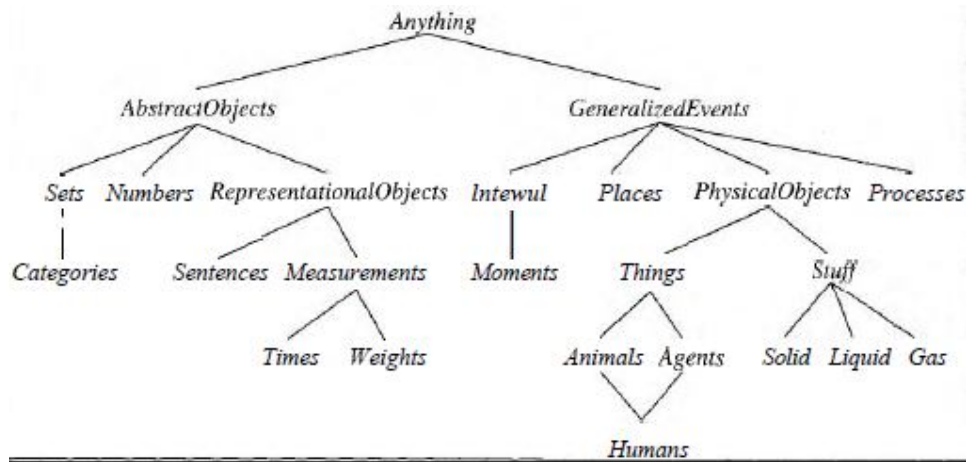 Anything
AbstractObjects GeneralizedEvents
Sets Numbers RepresentationalObjects Intewul Places PhysicalObjects Processes
Categories Sentences Measurements Moments Things Stuff
Times Weights Animals Agents Solid Liquid Gas
Humans